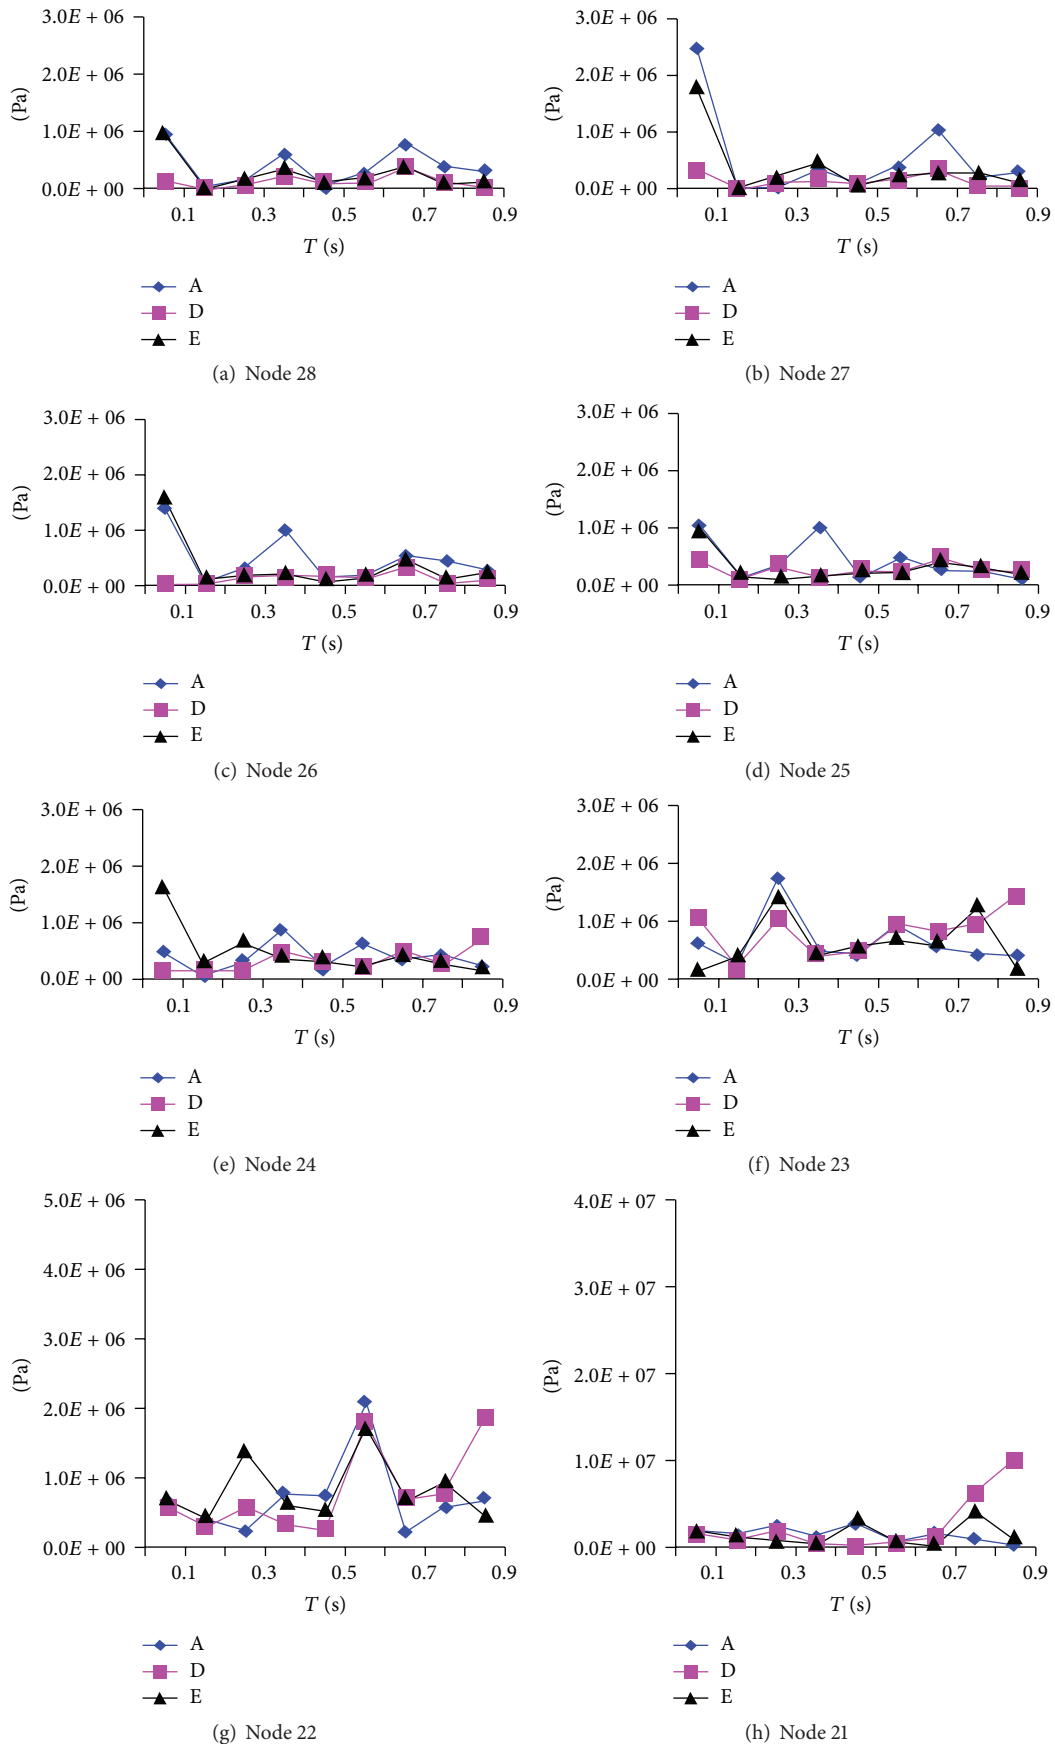 3.0E + 06
2.0E + 06
1.0E + 06
0.0E + 00
(Pa)
0.1 0.3 0.5 0.7 0.9
T (s)
A
D
E
(a) Node 28
3.0E + 06
2.0E + 06
1.0E + 06
0.0E + 00
(Pa)
0.1 0.3 0.5 0.7 0.9
T (s)
A
D
E
(b) Node 27
3.0E + 06
2.0E + 06
1.0E + 06
0.0E + 00
(Pa)
0.1 0.3 0.5 0.7 0.9
T (s)
A
D
E
(c) Node 26
3.0E + 06
2.0E + 06
1.0E + 06
0.0E + 00
(Pa)
0.1 0.3 0.5 0.7 0.9
T (s)
A
D
E
(d) Node 25
3.0E + 06
2.0E + 06
1.0E + 06
0.0E + 00
(Pa)
0.1 0.3 0.5 0.7 0.9
T (s)
A
D
E
(e) Node 24
3.0E + 06
2.0E + 06
1.0E + 06
0.0E + 00
(Pa)
0.1 0.3 0.5 0.7 0.9
T (s)
A
D
E
(f) Node 23
5.0E + 06
4.0E + 06
3.0E + 06
2.0E + 06
1.0E + 06
0.0E + 00
(Pa)
0.1 0.3 0.5 0.7 0.9
T (s)
A
D
E
(g) Node 22
4.0E + 07
3.0E + 07
2.0E + 07
1.0E + 07
0.0E + 00
(Pa)
0.1 0.3 0.5 0.7 0.9
T (s)
A
D
E
(h) Node 21